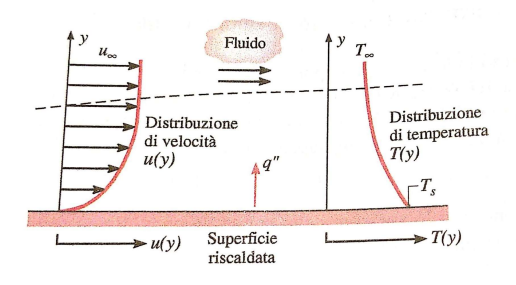 y
u∞
Fluido
y
T∞
Distribuzione
di velocità
u(y)
Distribuzione
di temperatura
T(y)
q"
Ts
u(y)
Superficie
riscaldata
T(y)